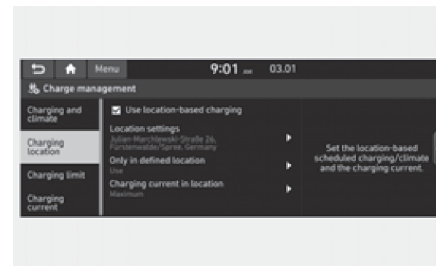 Menu
9:01 AM 03.01
Charge management
Charging and
climate
Charging
location
Charging limit
Charging
current
Use location-based charging
Location settings
Julian-Marchlewski-Straße 26,
Fürstenwalde/Spree, Germany
Only in defined location
Use
Charging current in location
Maximum
Set the location-based
scheduled charging/climate
and the charging current.